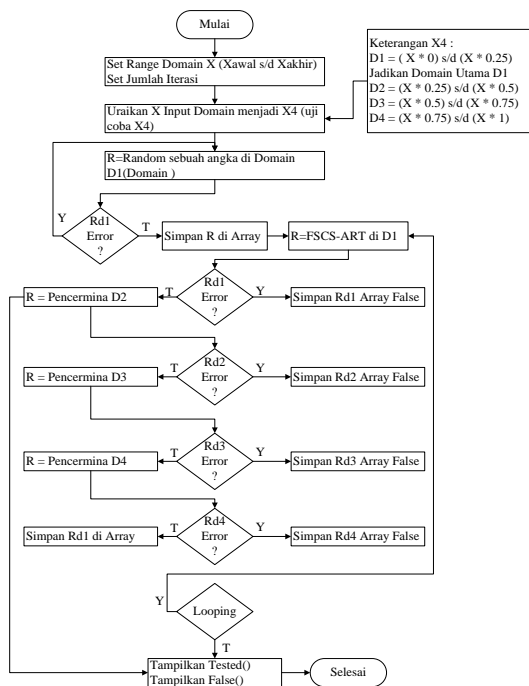 Mulai
Set Range Domain X (Xawal s/d Xakhir)
Set Jumlah Iterasi
Keterangan X4 :
D1 = ( X * 0) s/d (X * 0.25)
Jadikan Domain Utama D1
D2 = (X * 0.25) s/d (X * 0.5)
D3 = (X * 0.5) s/d (X * 0.75)
D4 = (X * 0.75) s/d (X * 1)
Uraikan X Input Domain menjadi X4 (uji
coba X4)
R=Random sebuah angka di Domain
D1(Domain )
Y
Rd1
Error
?
T
Simpan R di Array
R=FSCS-ART di D1
R = Pencermina D2
T
Rd1
Error
?
Y
Simpan Rd1 Array False
R = Pencermina D3
T
Rd2
Error
?
Y
Simpan Rd2 Array False
R = Pencermina D4
T
Rd3
Error
?
Y
Simpan Rd3 Array False
Simpan Rd1 di Array
T
Rd4
Error
?
Y
Simpan Rd4 Array False
Y
Looping
T
Tampilkan Tested()
Tampilkan False()
Selesai